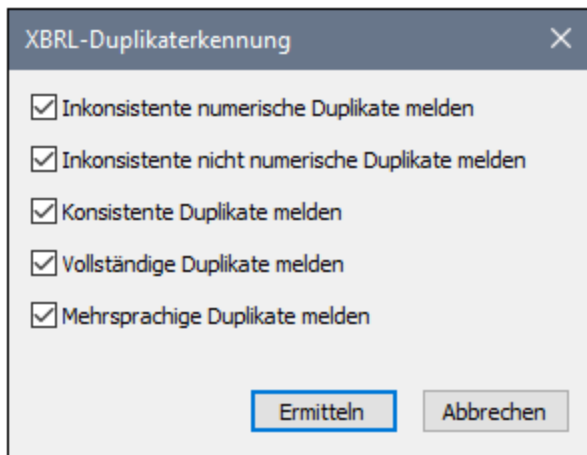 XBRL-Duplikaterkennung
Inkonsistente numerische Duplikate melden
Inkonsistente nicht numerische Duplikate melden
Konsistente Duplikate melden
Vollständige Duplikate melden
Mehrsprachige Duplikate melden
Ermitteln Abbrechen